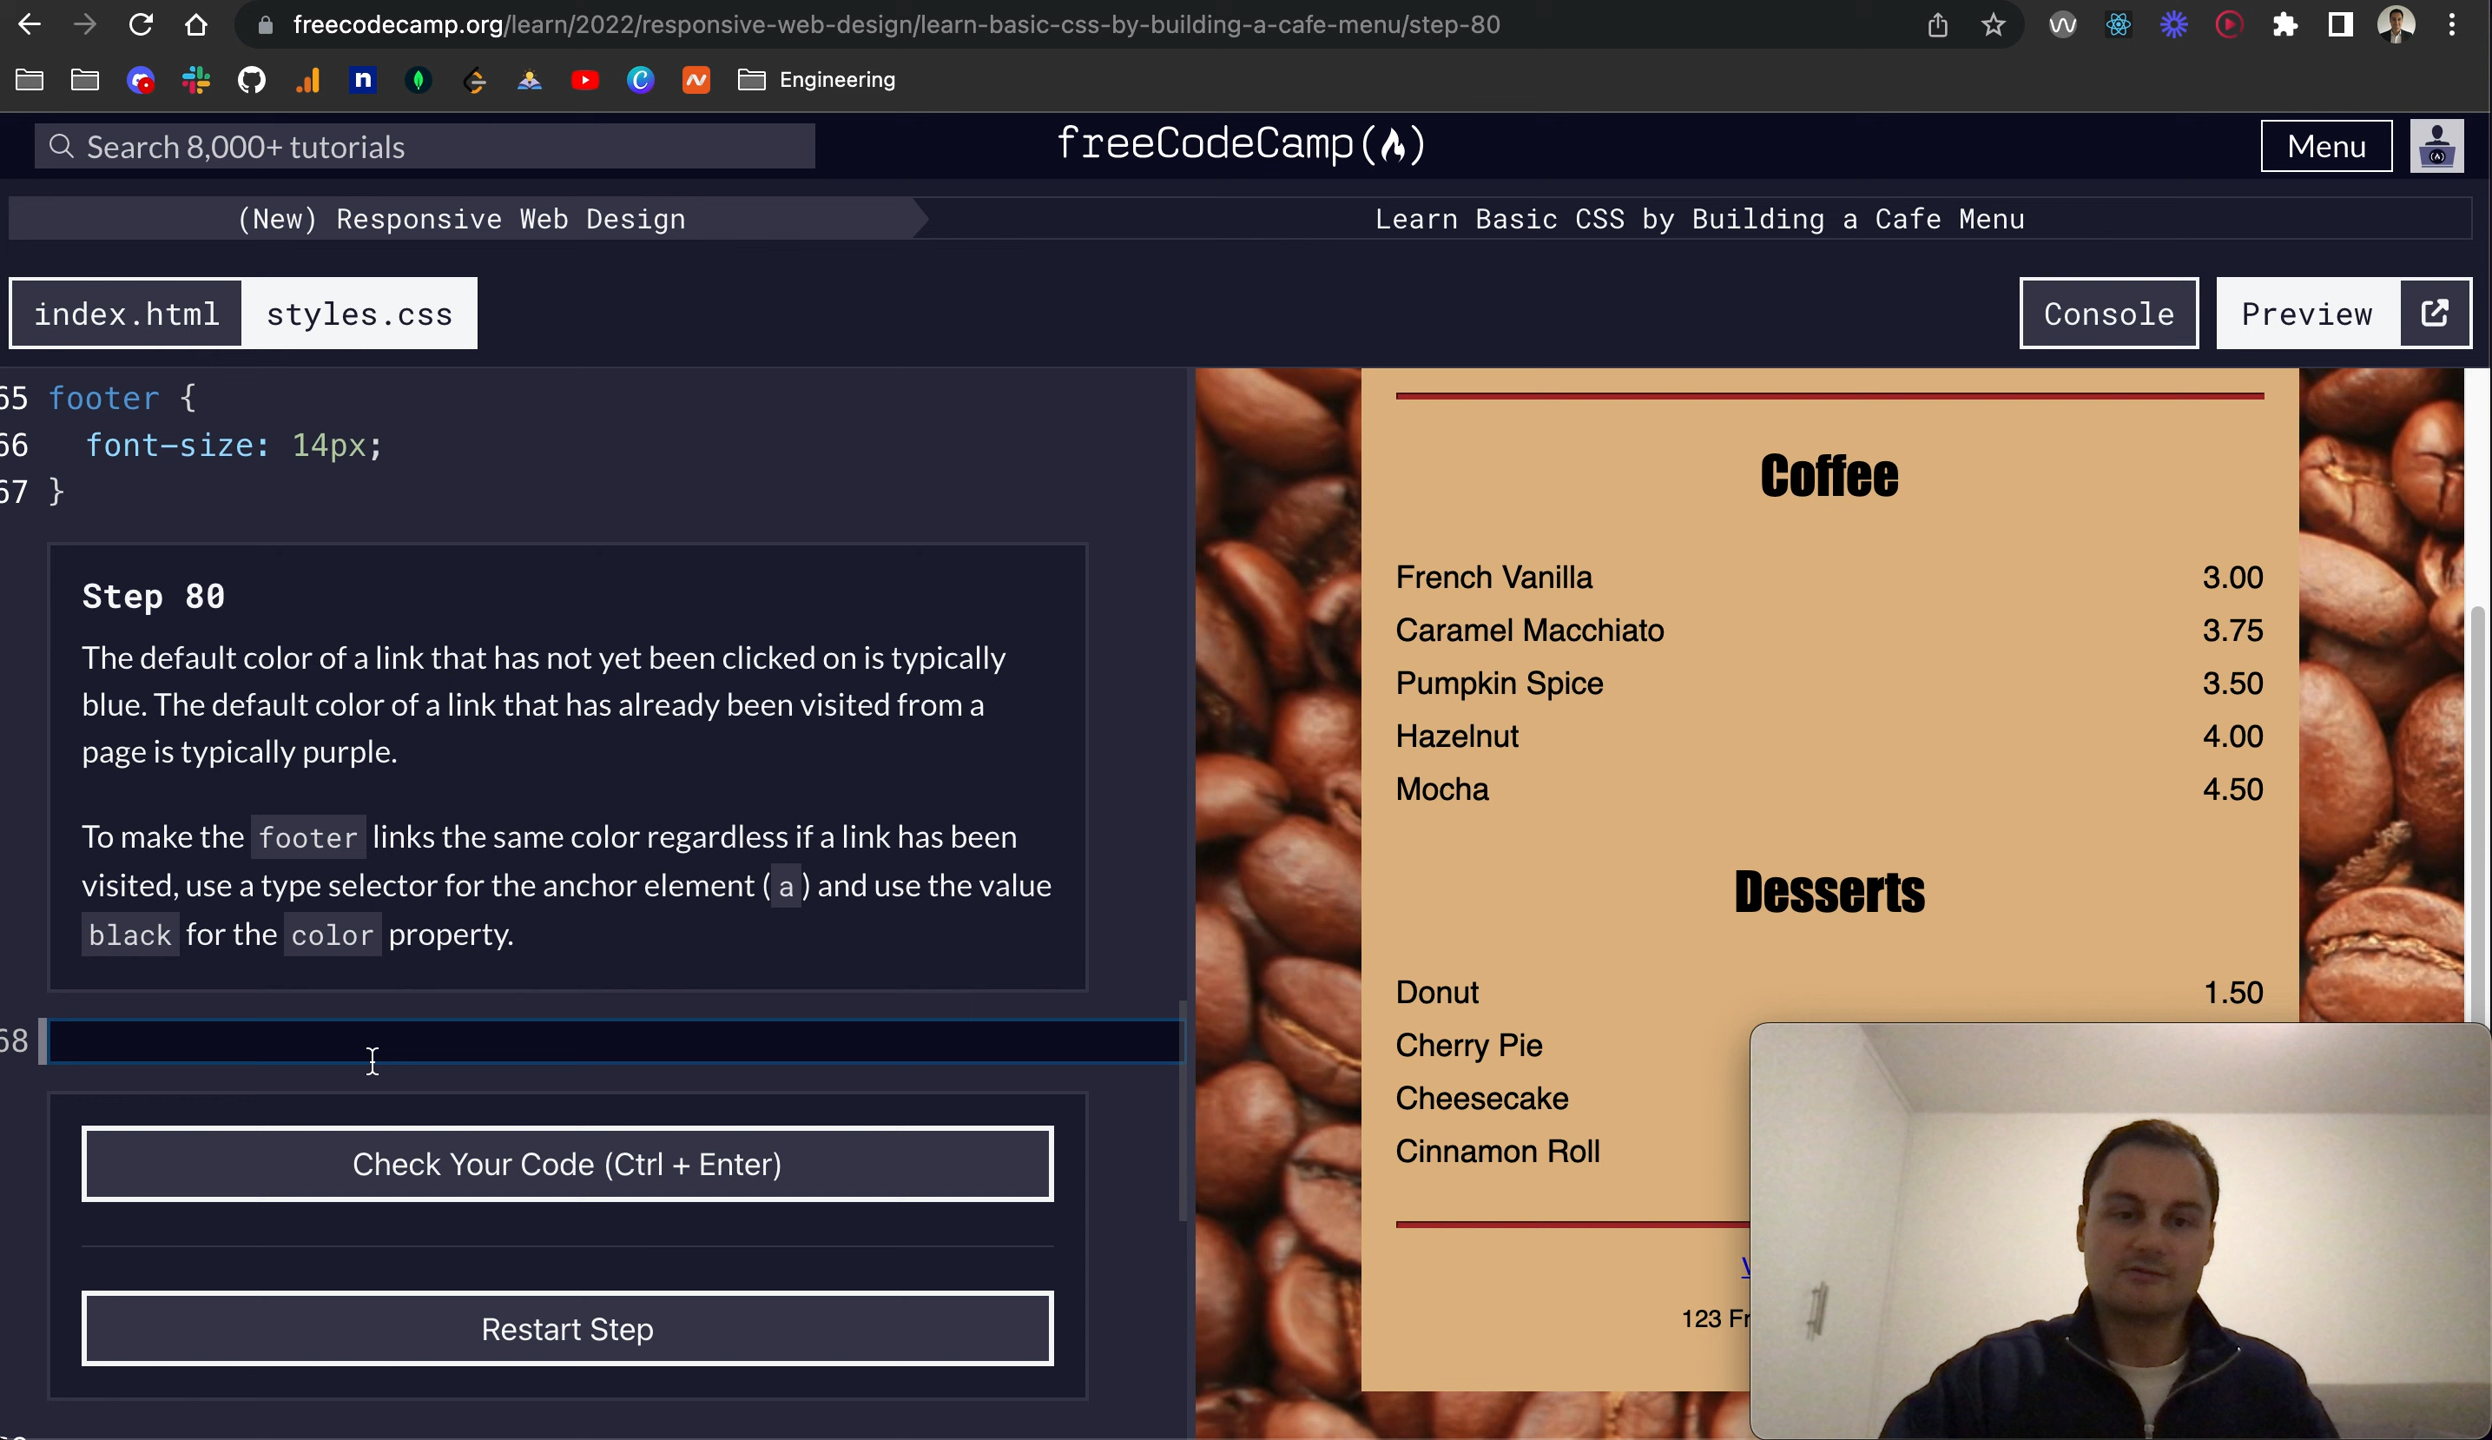 freecodecamp.org/learn/2022/responsive-web-design/learn-basic-css-by-building-a-cafe-menu/step-80
Engineering
Search 8,000+ tutorials
freeCodeCamp
Menu
(New) Responsive Web Design
Learn Basic CSS by Building a Cafe Menu
index.html
styles.css
Console
Preview
65 footer {
66 font-size: 14px;
67 }
Step 80
The default color of a link that has not yet been clicked on is typically
blue. The default color of a link that has already been visited from a
page is typically purple.
To make the footer links the same color regardless if a link has been
visited, use a type selector for the anchor element (a) and use the value
black for the color property.
68
Check Your Code (Ctrl + Enter)
Restart Step
Coffee
French Vanilla 3.00
Caramel Macchiato 3.75
Pumpkin Spice 3.50
Hazelnut 4.00
Mocha 4.50
Desserts
Donut 1.50
Cherry Pie
Cheesecake
Cinnamon Roll
123